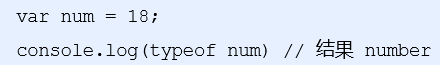 var num = 18;
console.log(typeof num) // 结果 number